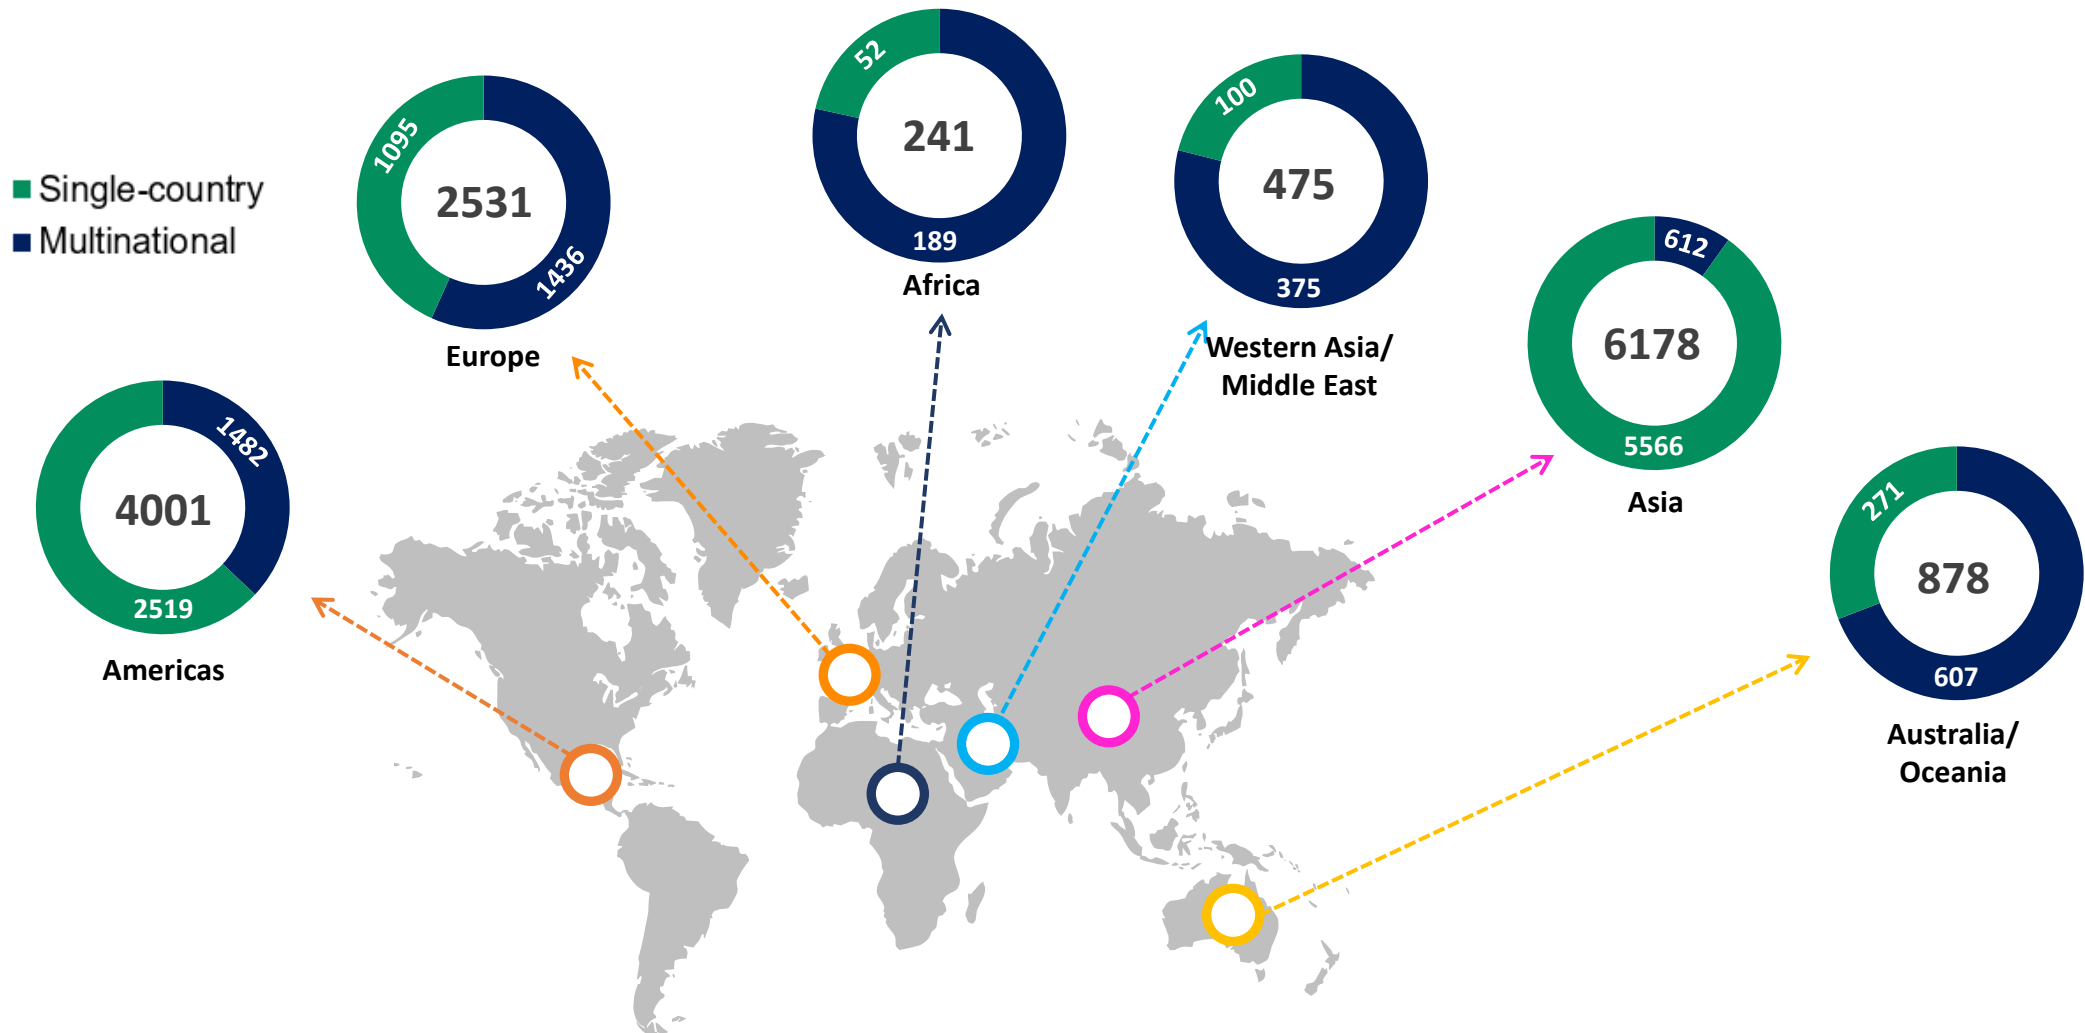 Single-country
Multinational
1095
2531
1436
Europe
52
241
189
Africa
100
475
375
Western Asia/
Middle East
612
6178
5566
Asia
1482
4001
2519
Americas
271
878
607
Australia/
Oceania